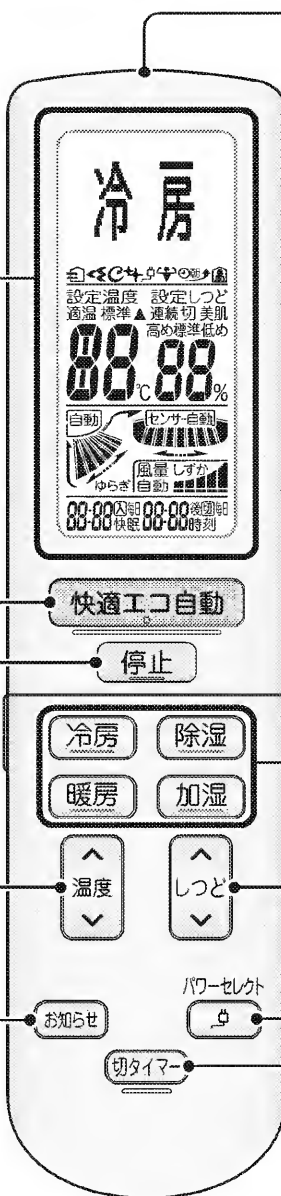 冷房
設定温度 設定しつど
適温 標準▲ 連続 切 美肌
高め標準低め
88℃ 88%
自動 センサー自動
風量 しずか
ゆらぎ 自動
88:88 入 毎日 快眠 88:88 後 切 毎日 時刻
快適エコ自動
停止
冷房 除湿
暖房 加湿
温度 しつど
パワーセレクト
お知らせ
切タイマー